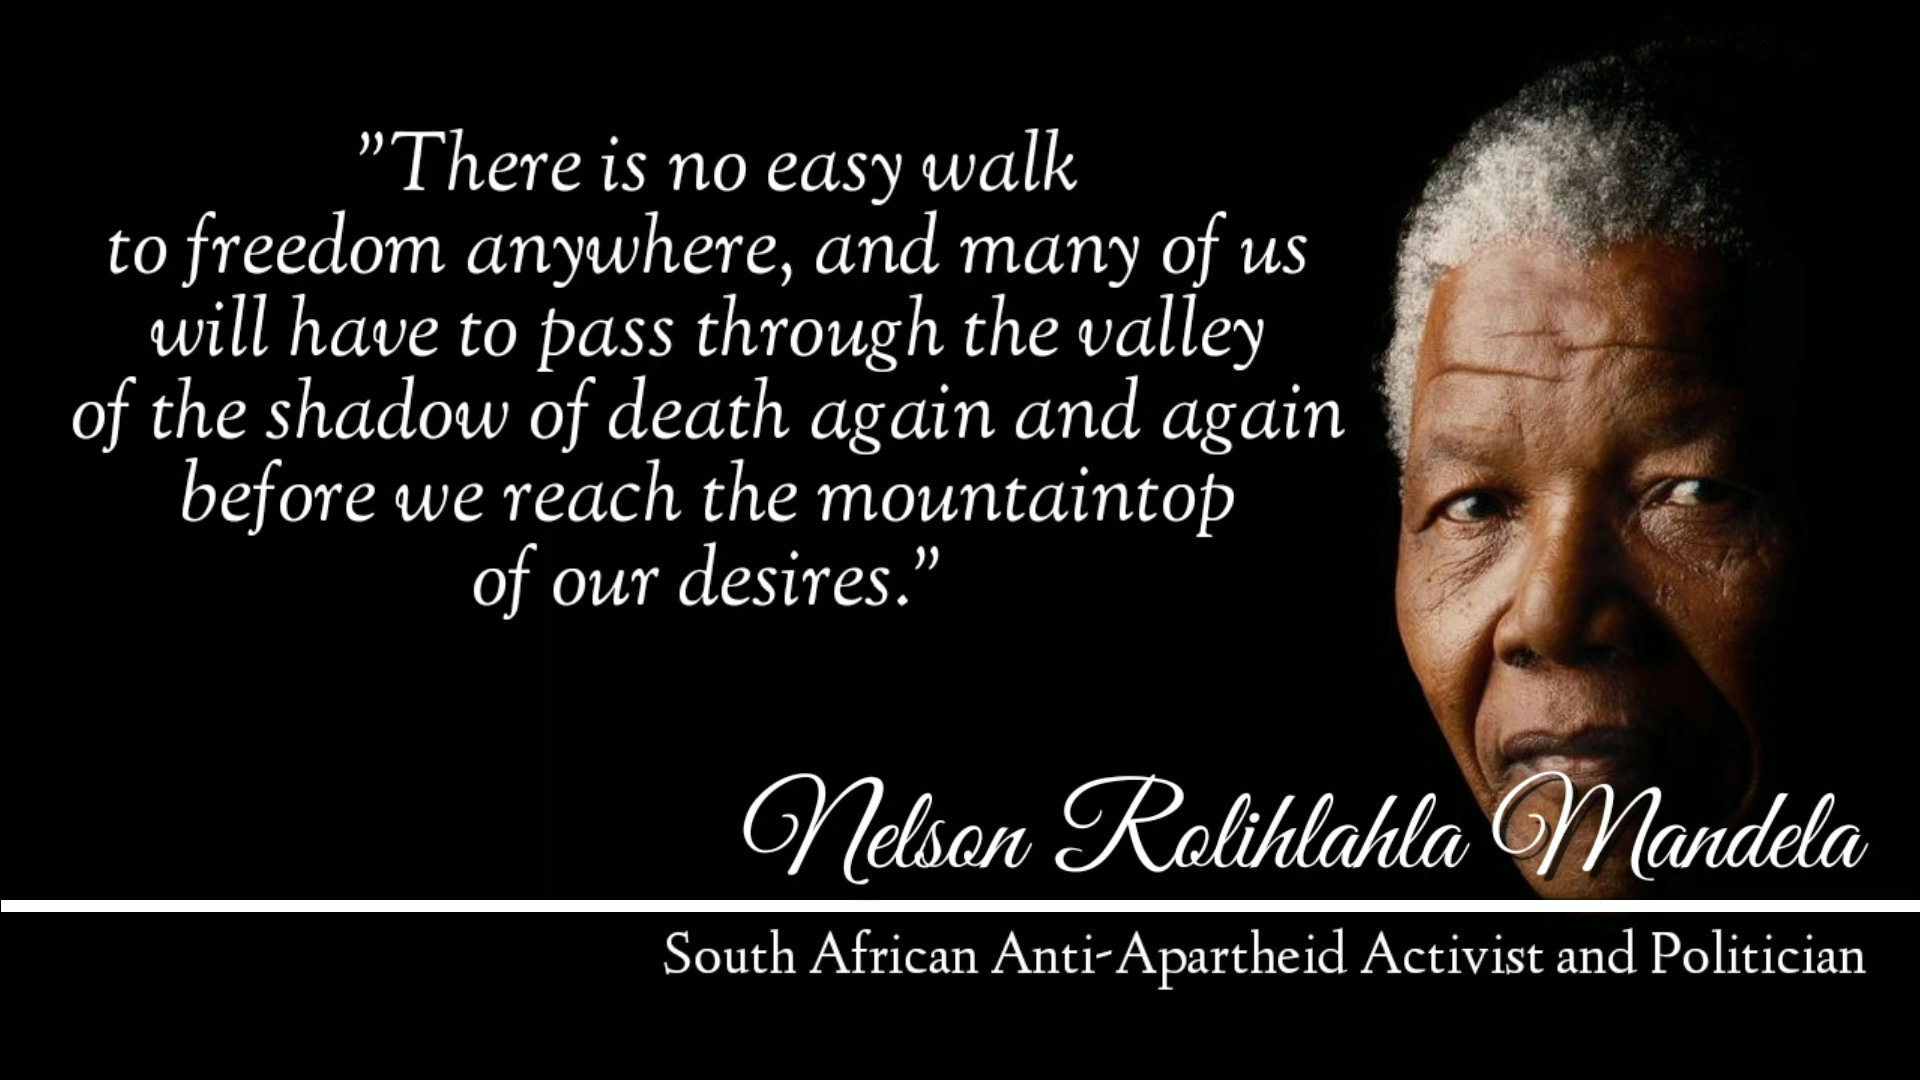 ”There is no easy walk
to freedom anywhere, and many of us
will have to pass through the valley
of the shadow of death again and again
before we reach the mountaintop
of our desires.”
Nelson Rolihlahla Mandela
South African Anti-Apartheid Activist and Politician